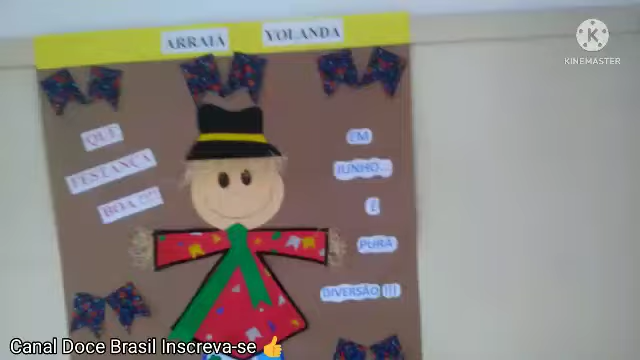 ARRAIÁ YOLANDA
QUE
FESTANÇA
BOA !!!
EM
JUNHO...
É
PURA
DIVERSÃO !!!
KINEMASTER
Canal Doce Brasil Inscreva-se 👍